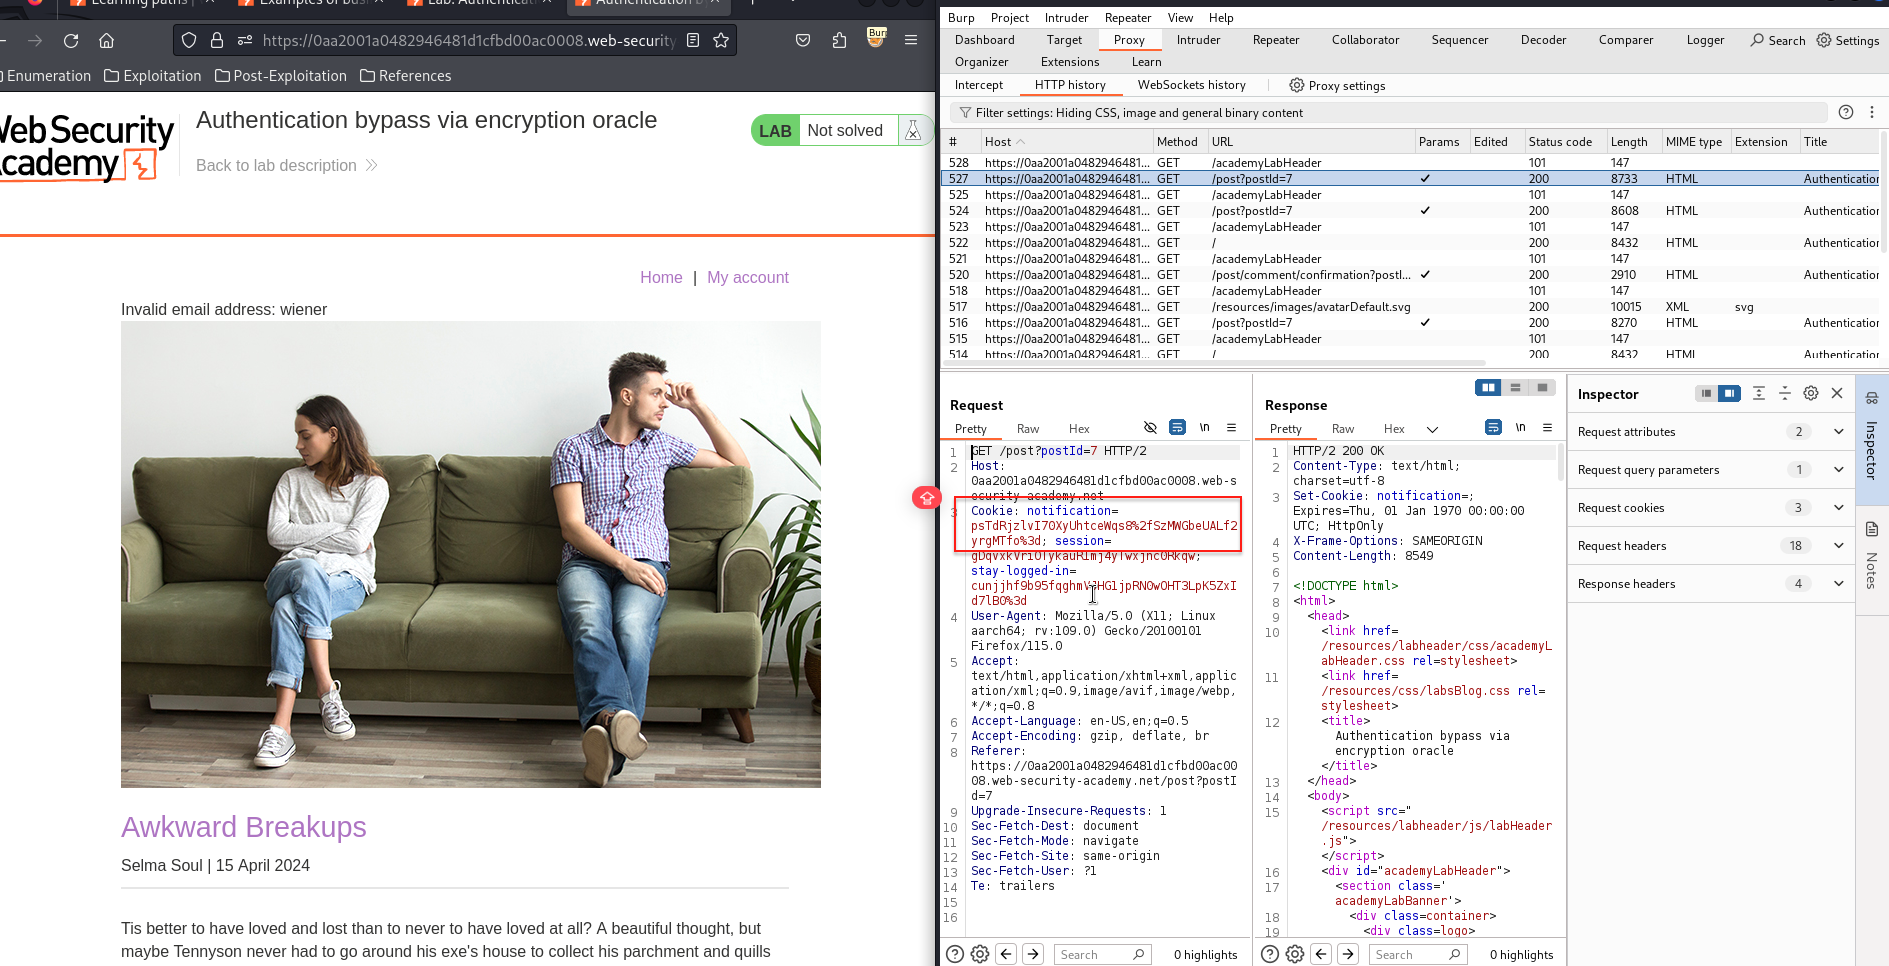 Learning paths
Examples of busi
Lab: Authenticat
Authentication by
https://0aa2001a0482946481d1cfbd00ac0008.web-security
Burp
Enumeration
Exploitation
Post-Exploitation
References
WebSecurity
Academy
Authentication bypass via encryption oracle
Back to lab description
LAB Not solved
Home | My account
Invalid email address: wiener
Awkward Breakups
Selma Soul | 15 April 2024
Tis better to have loved and lost than to never to have loved at all? A beautiful thought, but
maybe Tennyson never had to go around his exe's house to collect his parchment and quills
Burp Project Intruder Repeater View Help
Dashboard Target Proxy Intruder Repeater Collaborator Sequencer Decoder Comparer Logger Search Settings
Organizer Extensions Learn
Intercept HTTP history WebSockets history Proxy settings
Filter settings: Hiding CSS, image and general binary content
# Host Method URL Params Edited Status code Length MIME type Extension Title
528 https://0aa2001a0482946481... GET /academyLabHeader 101 147
527 https://0aa2001a0482946481... GET /post?postId=7 ✓ 200 8733 HTML Authentication
525 https://0aa2001a0482946481... GET /academyLabHeader 101 147
524 https://0aa2001a0482946481... GET /post?postId=7 ✓ 200 8608 HTML Authentication
523 https://0aa2001a0482946481... GET /academyLabHeader 101 147
522 https://0aa2001a0482946481... GET / 200 8432 HTML Authentication
521 https://0aa2001a0482946481... GET /academyLabHeader 101 147
520 https://0aa2001a0482946481... GET /post/comment/confirmation?postI... ✓ 200 2910 HTML Authentication
518 https://0aa2001a0482946481... GET /academyLabHeader 101 147
517 https://0aa2001a0482946481... GET /resources/images/avatarDefault.svg 200 10015 XML svg
516 https://0aa2001a0482946481... GET /post?postId=7 ✓ 200 8270 HTML Authentication
515 https://0aa2001a0482946481... GET /academyLabHeader 101 147
514 https://0aa2001a0482946481... GET / 200 8432 HTML Authentication
Request
Pretty Raw Hex \n
1 GET /post?postId=7 HTTP/2
2 Host:
0aa2001a0482946481d1cfbd00ac0008.web-s
ecurity-academy.net
3 Cookie: notification=
psTdRjzlvI70XyUhtceWqs8%2fSzMWGbeUALf2
yrgMTfo%3d; session=
gDqvxkVriOTykauRlmj4yTwxjnc0Rkqw;
stay-logged-in=
d7lB0%3d
4 User-Agent: Mozilla/5.0 (X11; Linux
aarch64; rv:109.0) Gecko/20100101
Firefox/115.0
5 Accept:
text/html,application/xhtml+xml,applic
ation/xml;q=0.9,image/avif,image/webp,
*/*;q=0.8
6 Accept-Language: en-US,en;q=0.5
7 Accept-Encoding: gzip, deflate, br
8 Referer:
https://0aa2001a0482946481d1cfbd00ac00
08.web-security-academy.net/post?postI
d=7
9 Upgrade-Insecure-Requests: 1
10 Sec-Fetch-Dest: document
11 Sec-Fetch-Mode: navigate
12 Sec-Fetch-Site: same-origin
13 Sec-Fetch-User: ?1
14 Te: trailers
15
16
Search 0 highlights
Response
Pretty Raw Hex \n
1 HTTP/2 200 OK
2 Content-Type: text/html;
charset=utf-8
3 Set-Cookie: notification=;
Expires=Thu, 01 Jan 1970 00:00:00
UTC; HttpOnly
4 X-Frame-Options: SAMEORIGIN
5 Content-Length: 8549
6
7 <!DOCTYPE html>
8 <html>
9 <head>
10 <link href=
/resources/labheader/css/academyL
abHeader.css rel=stylesheet>
11 <link href=
/resources/css/labsBlog.css rel=
stylesheet>
12 <title>
Authentication bypass via
encryption oracle
</title>
13 </head>
14 <body>
15 <script src="
/resources/labheader/js/labHeader
.js">
</script>
16 <div id="academyLabHeader">
17 <section class='
academyLabBanner'>
18 <div class=container>
19 <div class=logo>
Search 0 highlights
Inspector
Request attributes 2
Request query parameters 1
Request cookies 3
Request headers 18
Response headers 4
Inspector
Notes